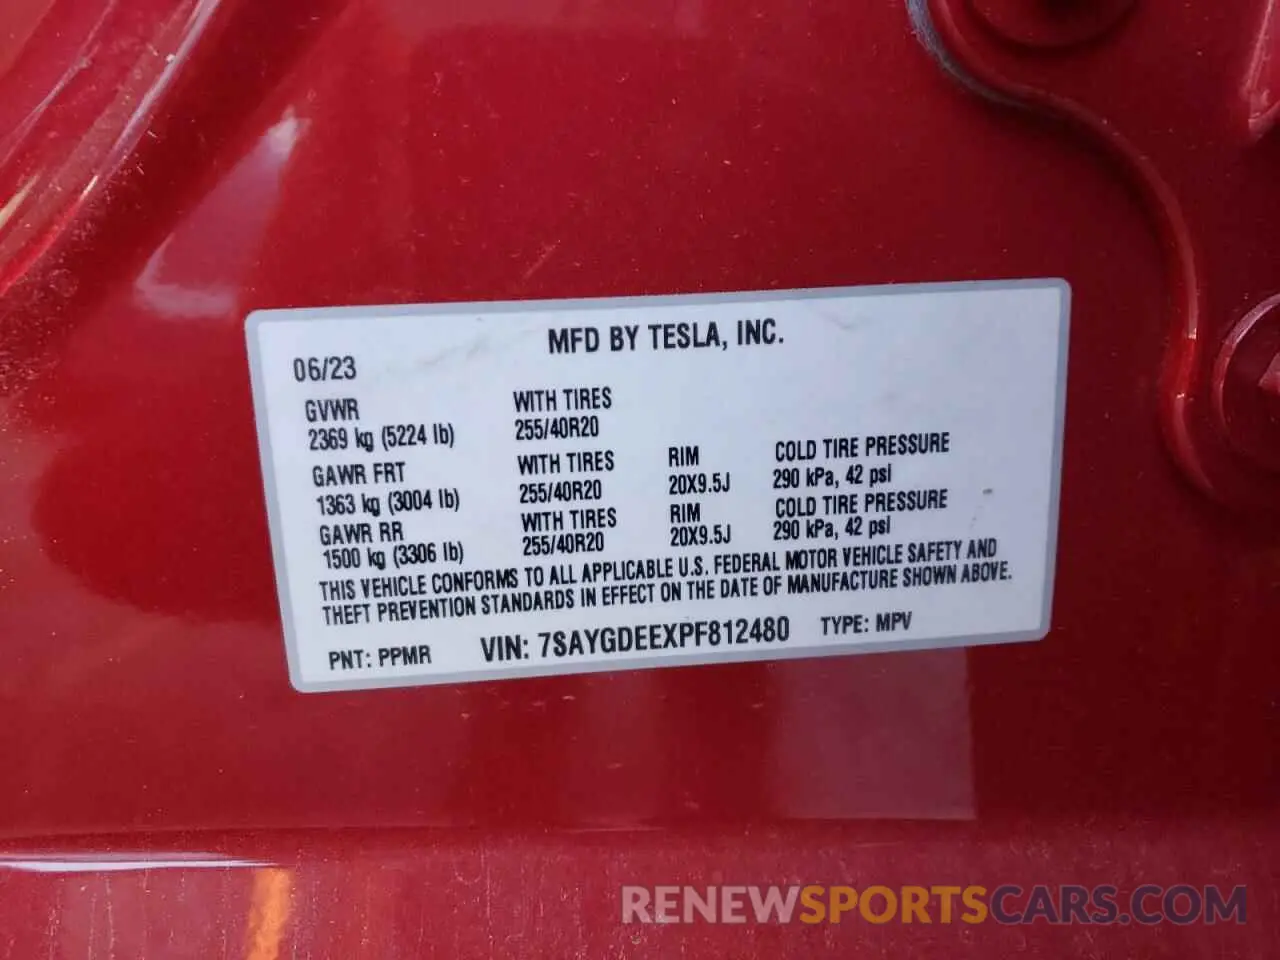 MFD BY TESLA, INC.
06/23
GVWR WITH TIRES
2369 kg (5224 lb) 255/40R20
GAWR FRT WITH TIRES RIM COLD TIRE PRESSURE
1363 kg (3004 lb) 255/40R20 20X9.5J 290 kPa, 42 psi
GAWR RR WITH TIRES RIM COLD TIRE PRESSURE
1500 kg (3306 lb) 255/40R20 20X9.5J 290 kPa, 42 psi
THIS VEHICLE CONFORMS TO ALL APPLICABLE U.S. FEDERAL MOTOR VEHICLE SAFETY AND
THEFT PREVENTION STANDARDS IN EFFECT ON THE DATE OF MANUFACTURE SHOWN ABOVE.
PNT: PPMR VIN: 7SAYGDEEXPF812480 TYPE: MPV
RENEWSPORTSCARS.COM